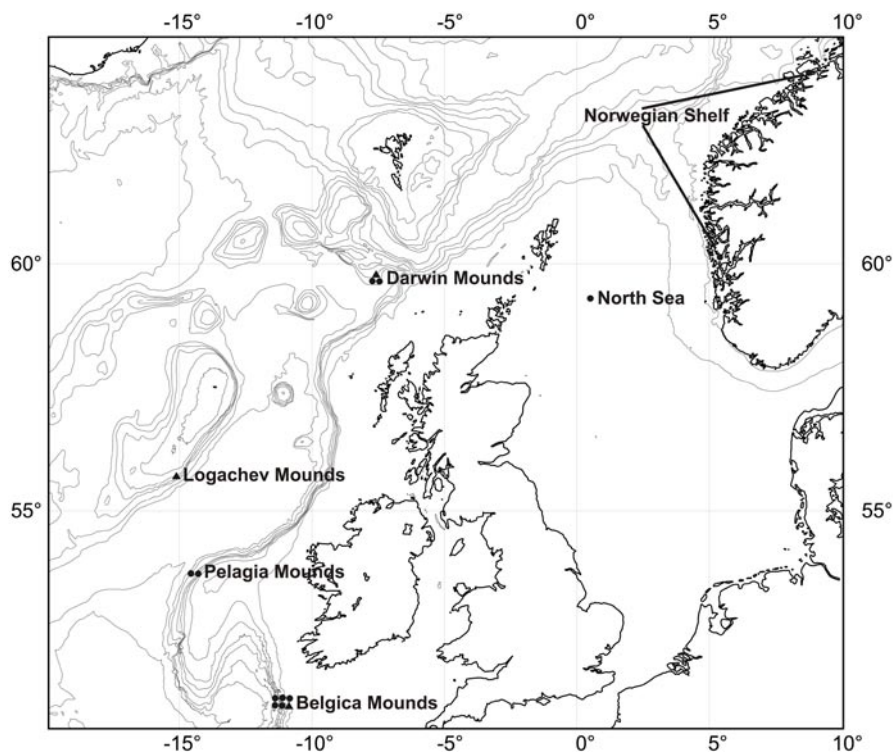 -15° -10° -5° 0° 5° 10°
Norwegian Shelf
60°
60°
Darwin Mounds
North Sea
Logachev Mounds
55°
55°
Pelagia Mounds
Belgica Mounds
-15° -10° -5° 0° 5° 10°